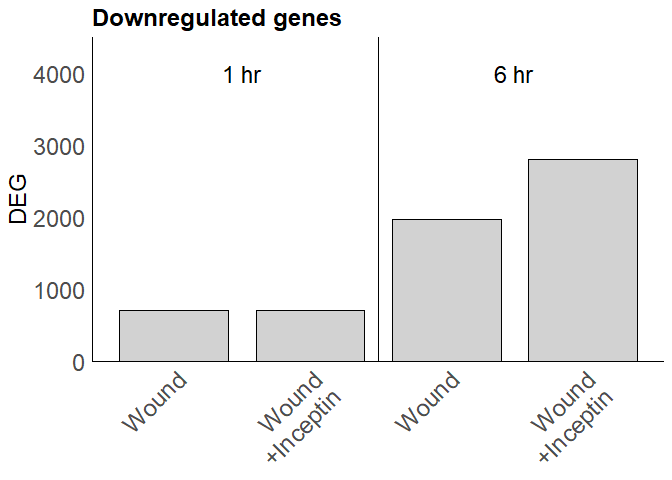 Downregulated genes
1 hr
6 hr
DEG
4000
3000
2000
1000
0
Wound
Wound
+Inceptin
Wound
Wound
+Inceptin